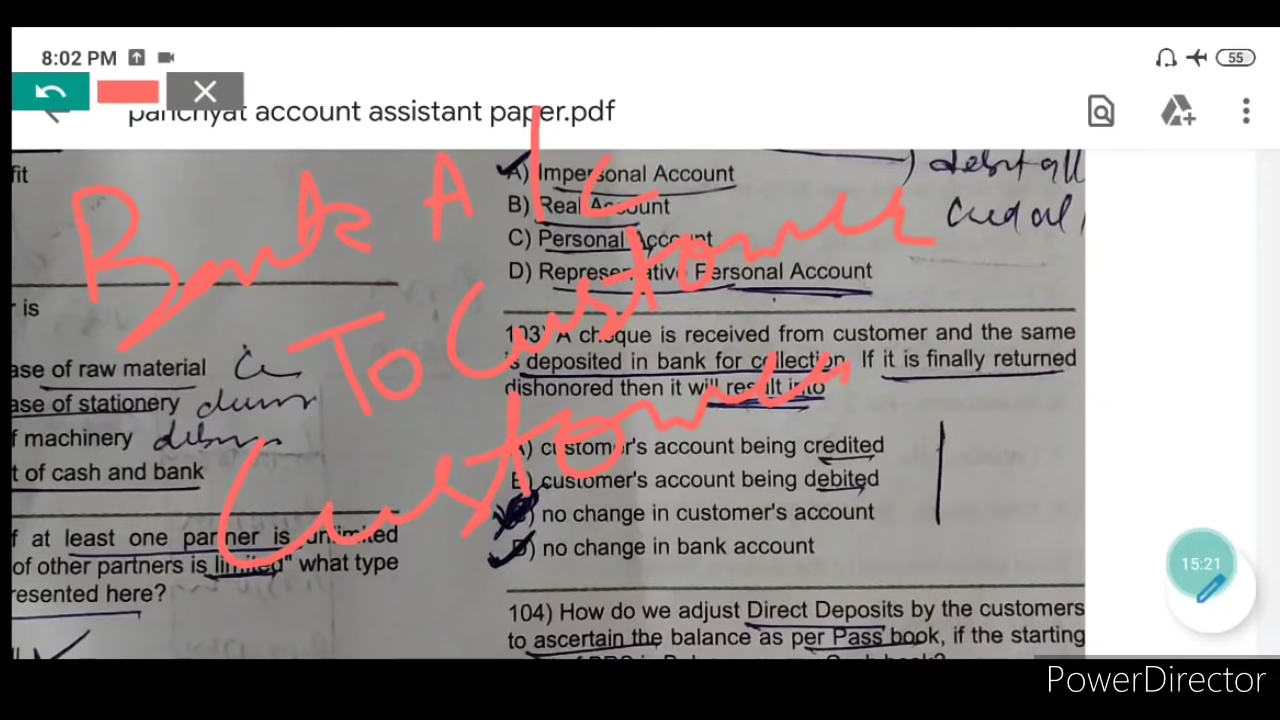 8:02 PM
55
panchyat account assistant paper.pdf
fit
is
ase of raw material
ase of stationery
f machinery
t of cash and bank
f at least one partner is unlimited
of other partners is limited" what type
resented here?
A) Impersonal Account
B) Real Account
C) Personal Account
D) Representative Personal Account
debit all
103) A cheque is received from customer and the same
is deposited in bank for collection. If it is finally returned
dishonored then it will result into
A) customer's account being credited
B) customer's account being debited
C) no change in customer's account
D) no change in bank account
104) How do we adjust Direct Deposits by the customers
to ascertain the balance as per Pass book, if the starting
Bank A/C
To Customer
Customer
15:21
PowerDirector